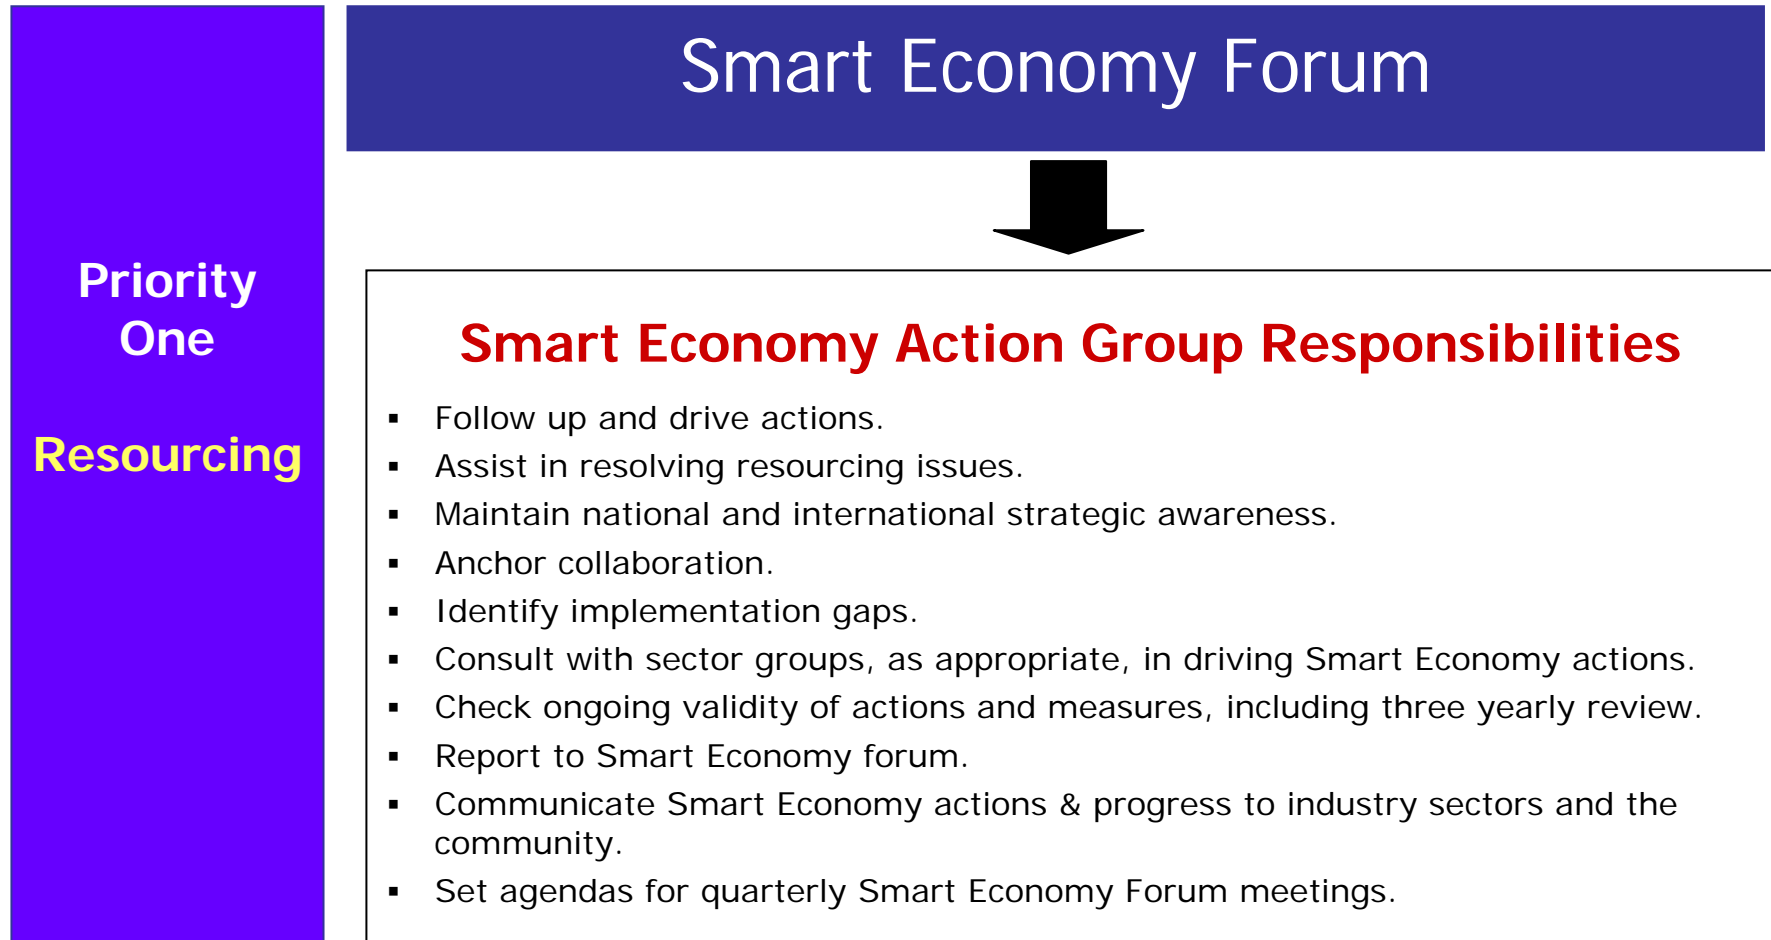 Priority
One
Resourcing
Smart Economy Forum
Smart Economy Action Group Responsibilities
▪ Follow up and drive actions.
▪ Assist in resolving resourcing issues.
▪ Maintain national and international strategic awareness.
▪ Anchor collaboration.
▪ Identify implementation gaps.
▪ Consult with sector groups, as appropriate, in driving Smart Economy actions.
▪ Check ongoing validity of actions and measures, including three yearly review.
▪ Report to Smart Economy forum.
▪ Communicate Smart Economy actions & progress to industry sectors and the
community.
▪ Set agendas for quarterly Smart Economy Forum meetings.